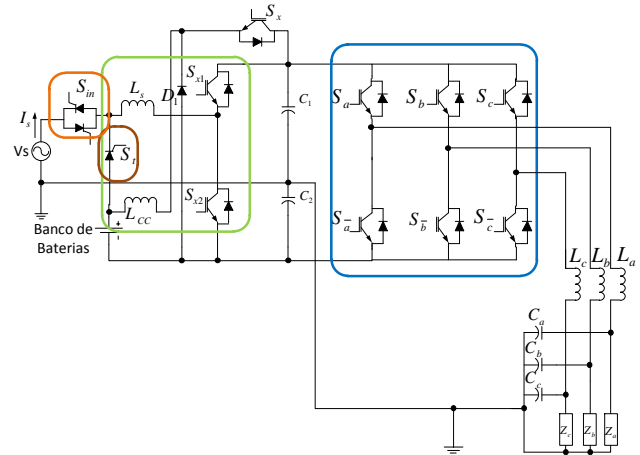 S_x
S_in
L_s
D_1
S_x1
C_1
S_a
S_b
S_c
I_s
Vs
S_t
S_x2
L_CC
C_2
S_a̅
S_b̅
S_c̅
Banco de
Baterias
+
L_c
L_b
L_a
C_a
C_b
C_c
Z_c
Z_b
Z_a